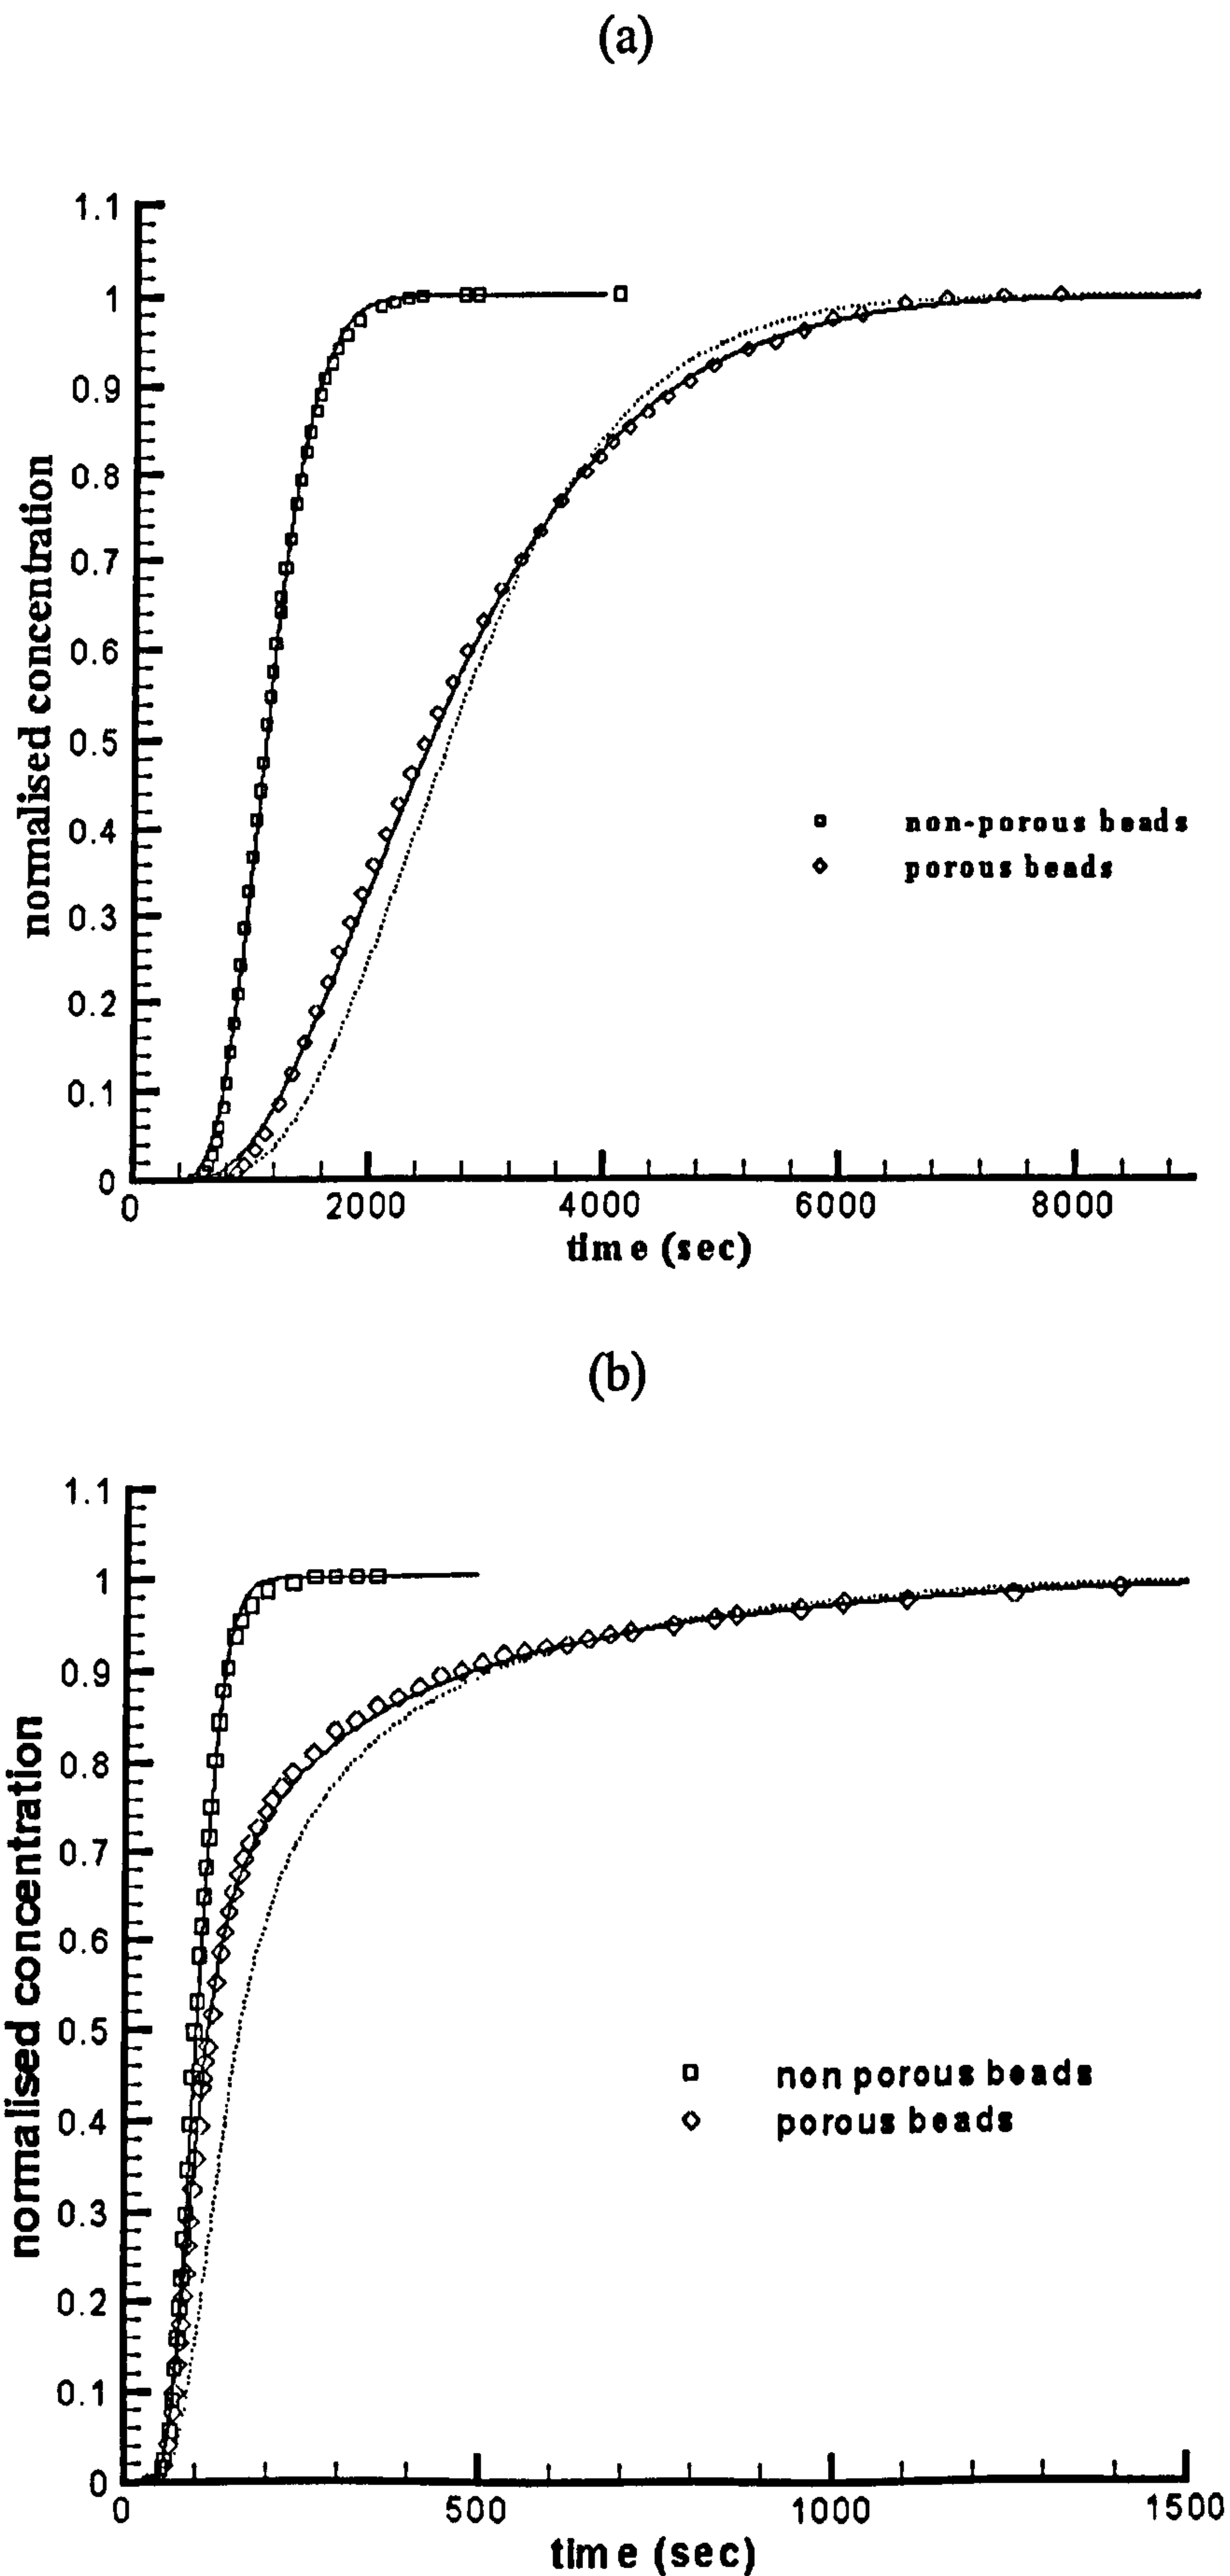 (a)
1.1
1
0.9
0.8
0.7
0.6
0.5
0.4
0.3
0.2
0.1
0
normalised concentration
non-porous beads
porous beads
0 2000 4000 6000 8000
time (sec)
(b)
1.1
1
0.9
0.8
0.7
0.6
0.5
0.4
0.3
0.2
0.1
0
normalised concentration
non porous beads
porous beads
0 500 1000 1500
time (sec)